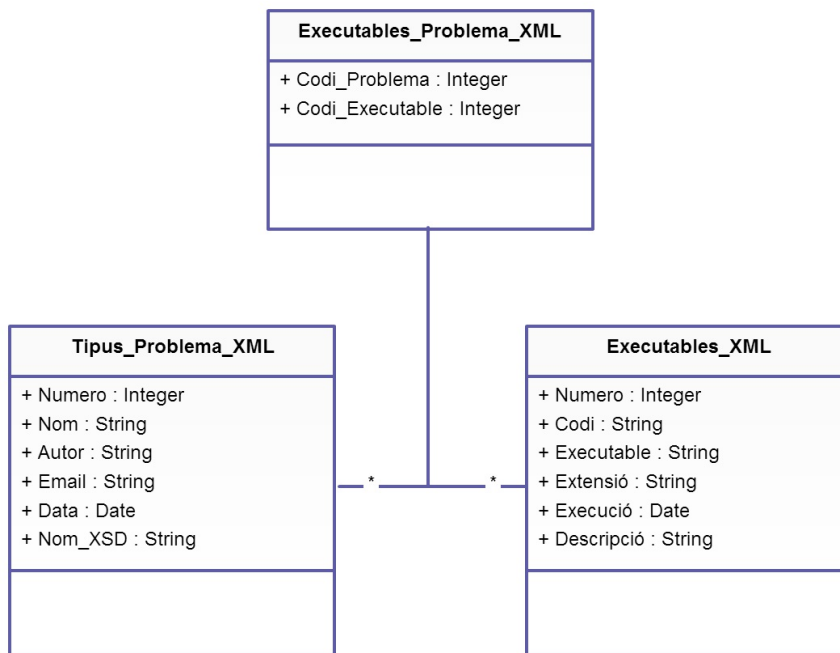 Executables_Problema_XML
+ Codi_Problema : Integer
+ Codi_Executable : Integer
Tipus_Problema_XML
+ Numero : Integer
+ Nom : String
+ Autor : String
+ Email : String
+ Data : Date
+ Nom_XSD : String
* *
Executables_XML
+ Numero : Integer
+ Codi : String
+ Executable : String
+ Extensió : String
+ Execució : Date
+ Descripció : String